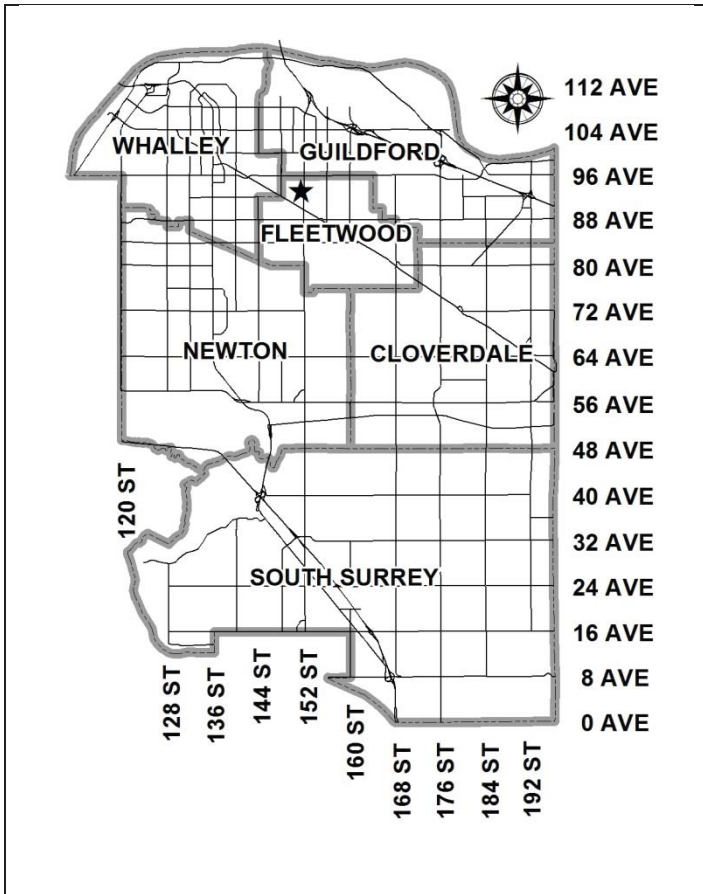 112 AVE
104 AVE
WHALLEY
GUILDFORD
96 AVE
88 AVE
FLEETWOOD
80 AVE
72 AVE
NEWTON
CLOVERDALE
64 AVE
56 AVE
48 AVE
120 ST
40 AVE
32 AVE
SOUTH SURREY
24 AVE
16 AVE
128 ST
136 ST
144 ST
152 ST
8 AVE
160 ST
0 AVE
168 ST
176 ST
184 ST
192 ST